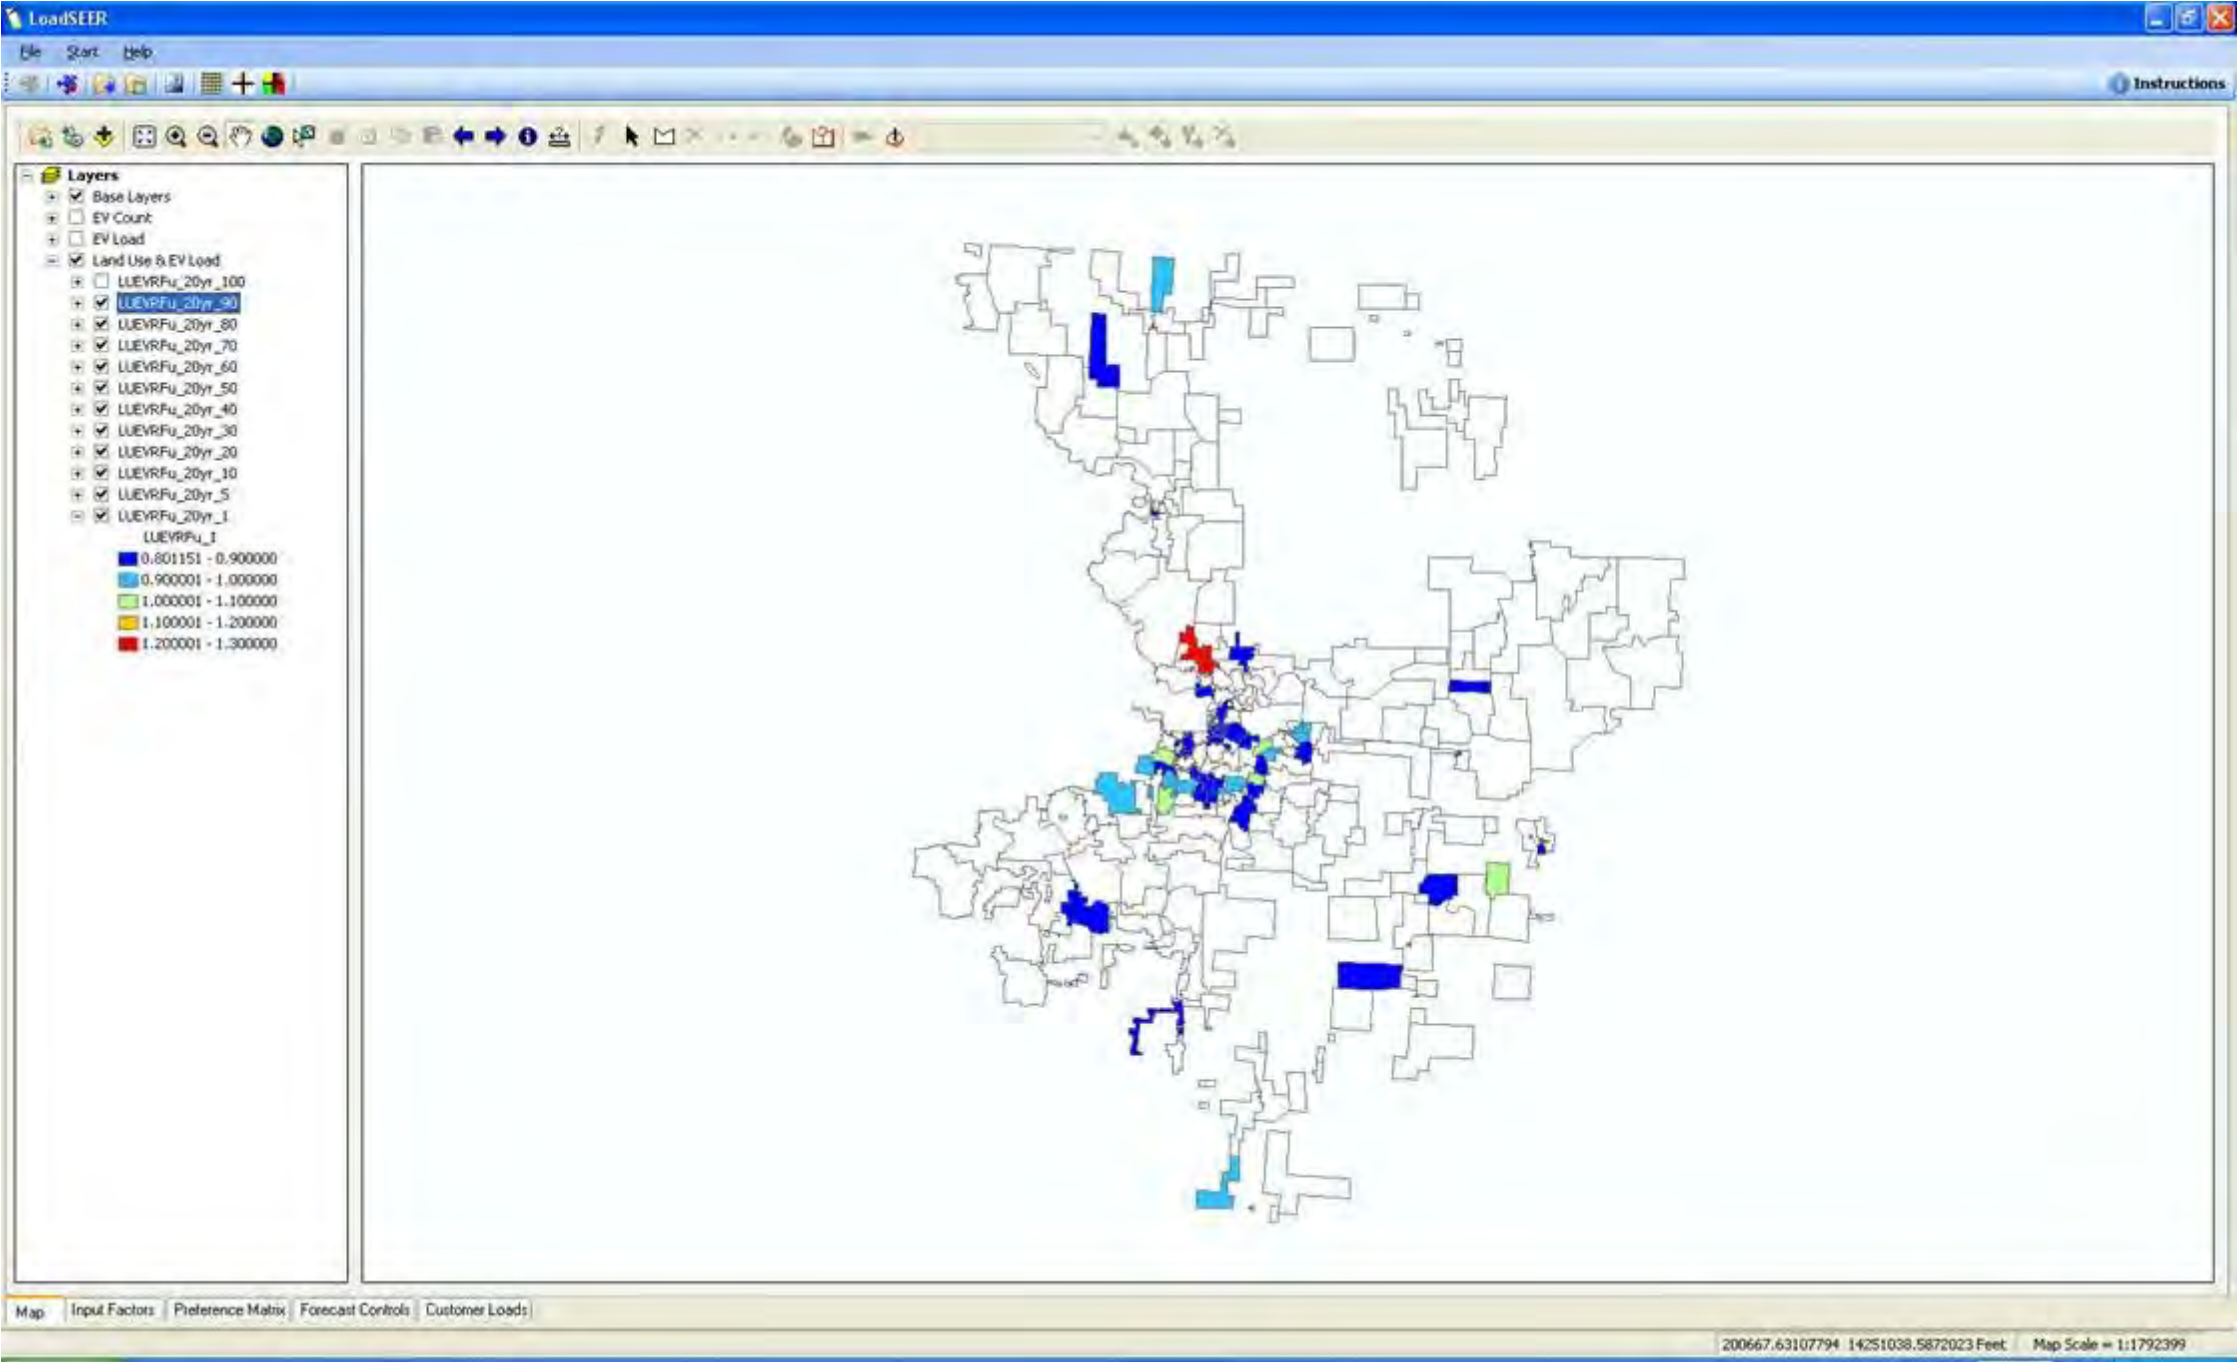 LoadSEER
File Start Help
Instructions
Layers
Base Layers
EV Count
EV Load
Land Use & EV Load
LUEVRFu_20yr_100
LUEVRFu_20yr_90
LUEVRFu_20yr_80
LUEVRFu_20yr_70
LUEVRFu_20yr_60
LUEVRFu_20yr_50
LUEVRFu_20yr_40
LUEVRFu_20yr_30
LUEVRFu_20yr_20
LUEVRFu_20yr_10
LUEVRFu_20yr_5
LUEVRFu_20yr_1
LUEVRFu_1
0.801151 - 0.900000
0.900001 - 1.000000
1.000001 - 1.100000
1.100001 - 1.200000
1.200001 - 1.300000
Map Input Factors Preference Matrix Forecast Controls Customer Loads
200667.63107794 14251038.5872023 Feet Map Scale = 1:1792399